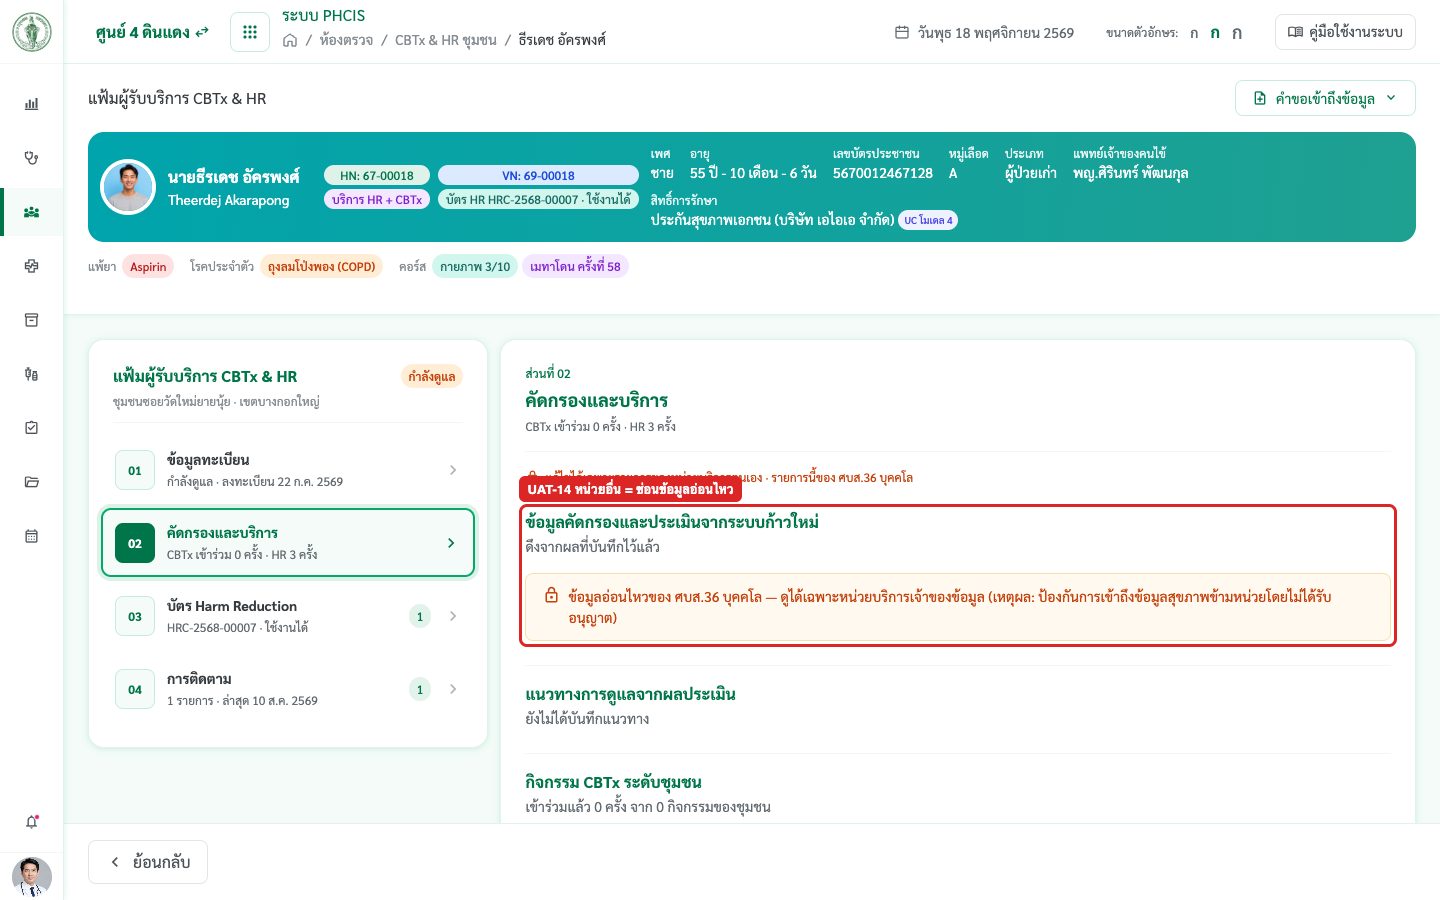 ศูนย์ 4 ดินแดง
ระบบ PHCIS
/ ห้องตรวจ / CBTx & HR ชุมชน / ธีรเดช อัครพงศ์
วันพุธ 18 พฤศจิกายน 2569
ขนาดตัวอักษร: ก ก ก
คู่มือใช้งานระบบ
แฟ้มผู้รับบริการ CBTx & HR
คำขอเข้าถึงข้อมูล
นายธีรเดช อัครพงศ์
Theerdej Akarapong
HN: 67-00018
VN: 69-00018
บริการ HR + CBTx
บัตร HR HRC-2568-00007 · ใช้งานได้
เพศ อายุ เลขบัตรประชาชน หมู่เลือด ประเภท แพทย์เจ้าของคนไข้
ชาย 55 ปี - 10 เดือน - 6 วัน 5670012467128 A ผู้ป่วยเก่า พญ.ศิรินทร์ พัฒนกุล
สิทธิ์การรักษา
ประกันสุขภาพเอกชน (บริษัท เอไอเอ จำกัด) UC โมเดล 4
แพ้ยา Aspirin โรคประจำตัว ถุงลมโป่งพอง (COPD) คอร์ส กายภาพ 3/10 เมทาโดน ครั้งที่ 58
แฟ้มผู้รับบริการ CBTx & HR
กำลังดูแล
ชุมชนซอยวัดใหม่ยายนุ้ย · เขตบางกอกใหญ่
01 ข้อมูลทะเบียน
กำลังดูแล · ลงทะเบียน 22 ก.ค. 2569
02 คัดกรองและบริการ
CBTx เข้าร่วม 0 ครั้ง · HR 3 ครั้ง
03 บัตร Harm Reduction 1
HRC-2568-00007 · ใช้งานได้
04 การติดตาม 1
1 รายการ · ล่าสุด 10 ส.ค. 2569
ส่วนที่ 02
คัดกรองและบริการ
CBTx เข้าร่วม 0 ครั้ง · HR 3 ครั้ง
นเอง · รายการนี้ของ ศบส.36 บุคคโล
UAT-14 หน่วยอื่น = ซ่อนข้อมูลอ่อนไหว
ข้อมูลคัดกรองและประเมินจากระบบก้าวใหม่
ดึงจากผลที่บันทึกไว้แล้ว
ข้อมูลอ่อนไหวของ ศบส.36 บุคคโล — ดูได้เฉพาะหน่วยบริการเจ้าของข้อมูล (เหตุผล: ป้องกันการเข้าถึงข้อมูลสุขภาพข้ามหน่วยโดยไม่ได้รับ
อนุญาต)
แนวทางการดูแลจากผลประเมิน
ยังไม่ได้บันทึกแนวทาง
กิจกรรม CBTx ระดับชุมชน
เข้าร่วมแล้ว 0 ครั้ง จาก 0 กิจกรรมของชุมชน
ย้อนกลับ